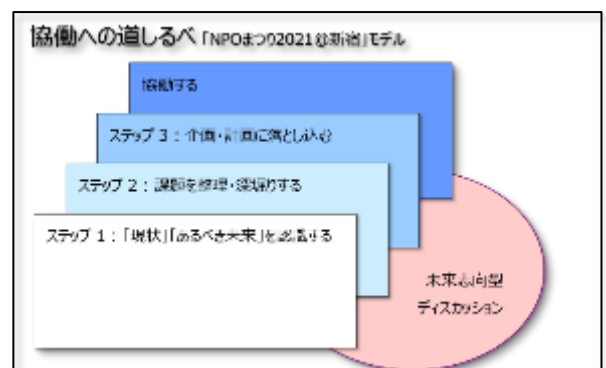 協働への道しるべ「NPOまつり2021@新宿」モデル
協働する
ステップ 3：企画・計画に落とし込む
ステップ 2：課題を整理・深堀りする
ステップ 1：「現状」「あるべき未来」を認識する
未来志向型
ディスカッション